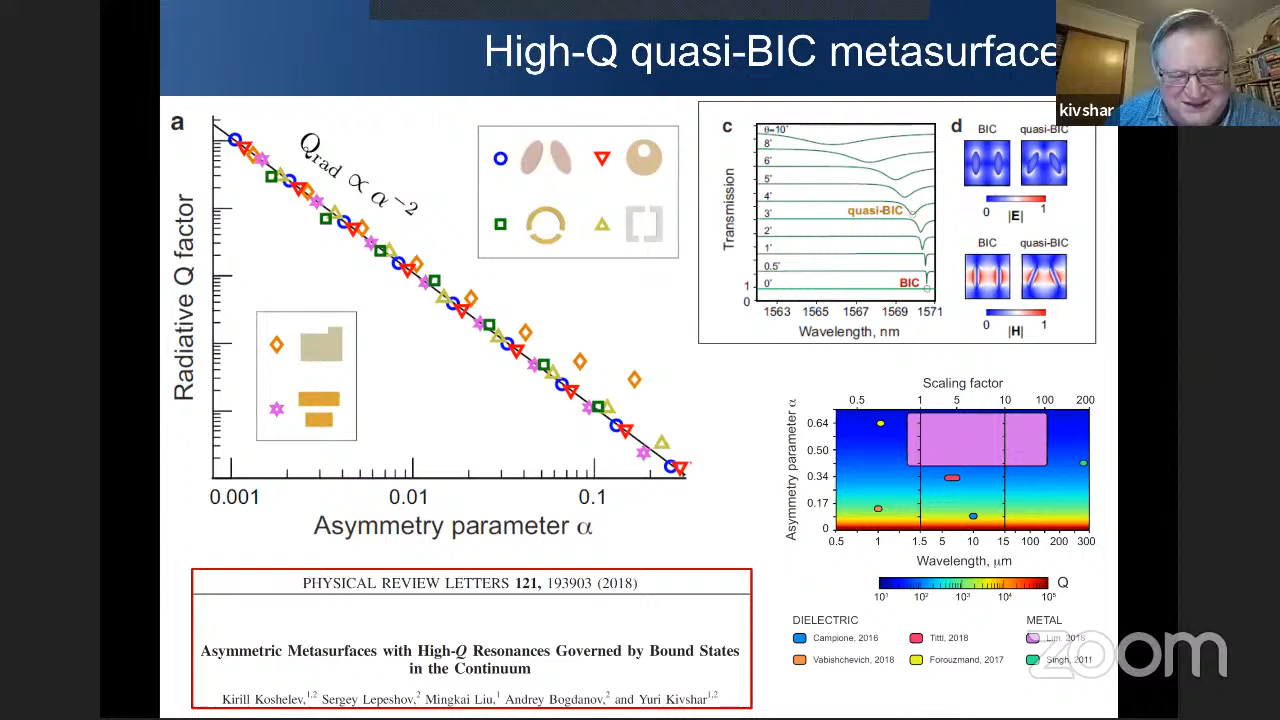 High-Q quasi-BIC metasurface
kivshar
a
Q_rad ∝ α^−2
Radiative Q factor
0.001
0.01
0.1
Asymmetry parameter α
c
θ=10°
8°
6°
5°
4°
3°
2°
1°
0.5°
0°
quasi-BIC
BIC
Transmission
1
0
1563
1565
1567
1569
1571
Wavelength, nm
d
BIC
quasi-BIC
0
1
|E|
BIC
quasi-BIC
0
1
|H|
Scaling factor
0.5
1
5
10
100
200
Asymmetry parameter α
0.64
0.50
0.34
0.17
0
0.5
1
1.5
5
10
15
100
200
300
Wavelength, μm
Q
10¹
10²
10³
10⁴
10⁵
DIELECTRIC
METAL
Campione, 2016
Tittl, 2018
Lim, 2018
Vabishchevich, 2018
Forouzmand, 2017
Singh, 2011
PHYSICAL REVIEW LETTERS 121, 193903 (2018)
Asymmetric Metasurfaces with High-Q Resonances Governed by Bound States
in the Continuum
Kirill Koshelev,1,2 Sergey Lepeshov,2 Mingkai Liu,1 Andrey Bogdanov,2 and Yuri Kivshar1,2
zoom